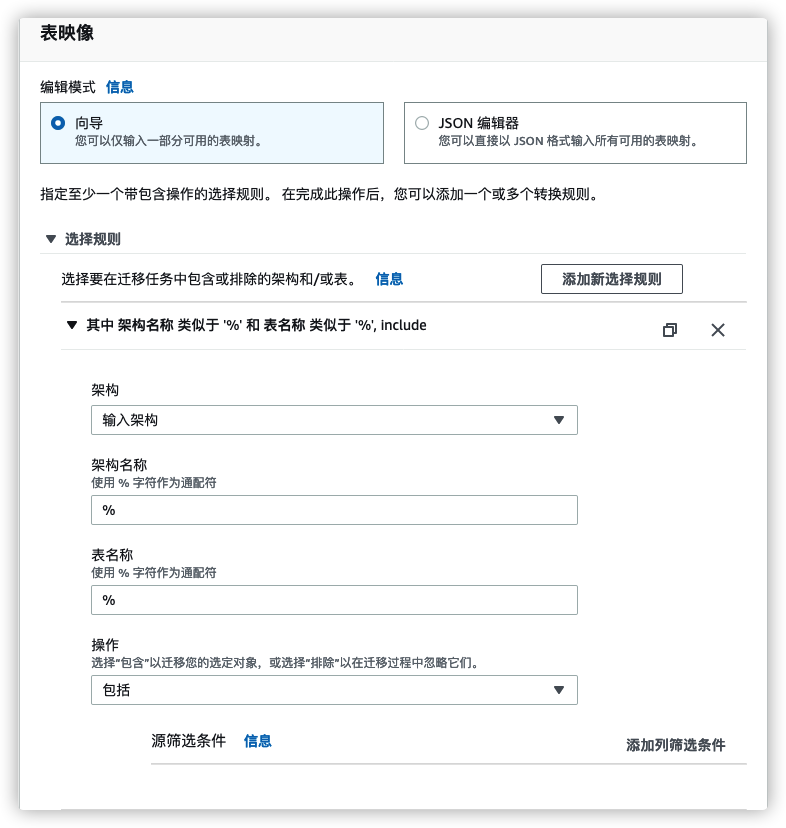 表映像
编辑模式 信息
向导
您可以仅输入一部分可用的表映射。
JSON 编辑器
您可以直接以 JSON 格式输入所有可用的表映射。
指定至少一个带包含操作的选择规则。 在完成此操作后，您可以添加一个或多个转换规则。
选择规则
选择要在迁移任务中包含或排除的架构和/或表。 信息
添加新选择规则
其中 架构名称 类似于 '%' 和 表名称 类似于 '%', include
架构
输入架构
架构名称
使用 % 字符作为通配符
%
表名称
使用 % 字符作为通配符
%
操作
选择"包含"以迁移您的选定对象，或选择"排除"以在迁移过程中忽略它们。
包括
源筛选条件 信息
添加列筛选条件